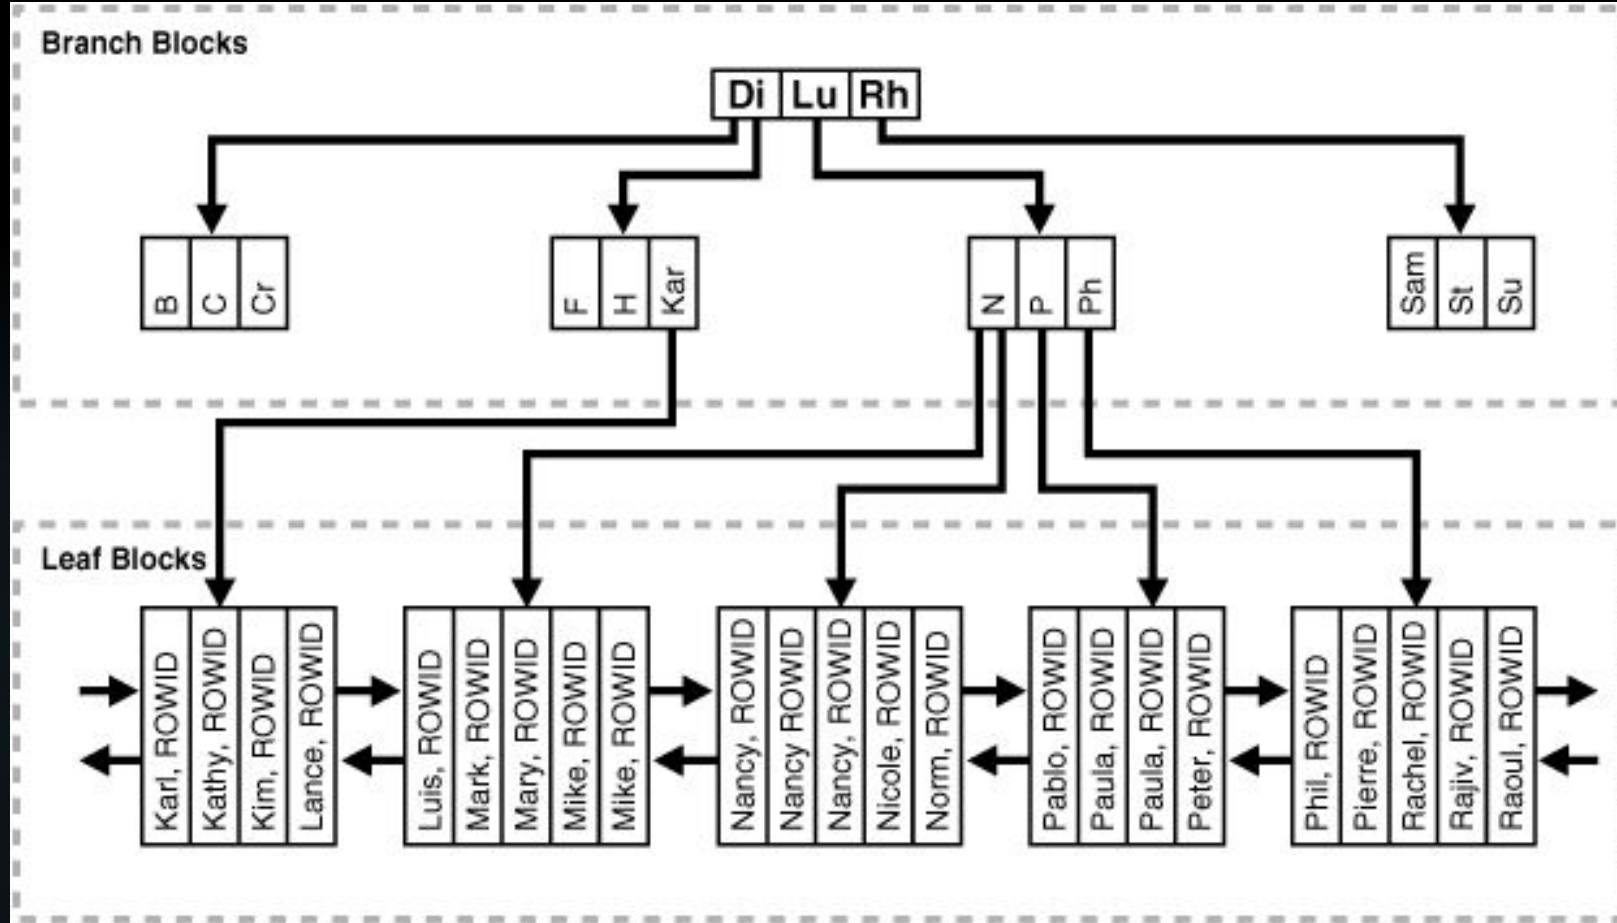 Branch Blocks
Di Lu Rh
B C Cr
F H Kar
N P Ph
Sam St Su
Leaf Blocks
Karl, ROWID
Kathy, ROWID
Kim, ROWID
Lance, ROWID
Luis, ROWID
Mark, ROWID
Mary, ROWID
Mike, ROWID
Mike, ROWID
Nancy, ROWID
Nancy ROWID
Nancy, ROWID
Nicole, ROWID
Norm, ROWID
Pablo, ROWID
Paula, ROWID
Paula, ROWID
Peter, ROWID
Phil, ROWID
Pierre, ROWID
Rachel, ROWID
Rajiv, ROWID
Raoul, ROWID